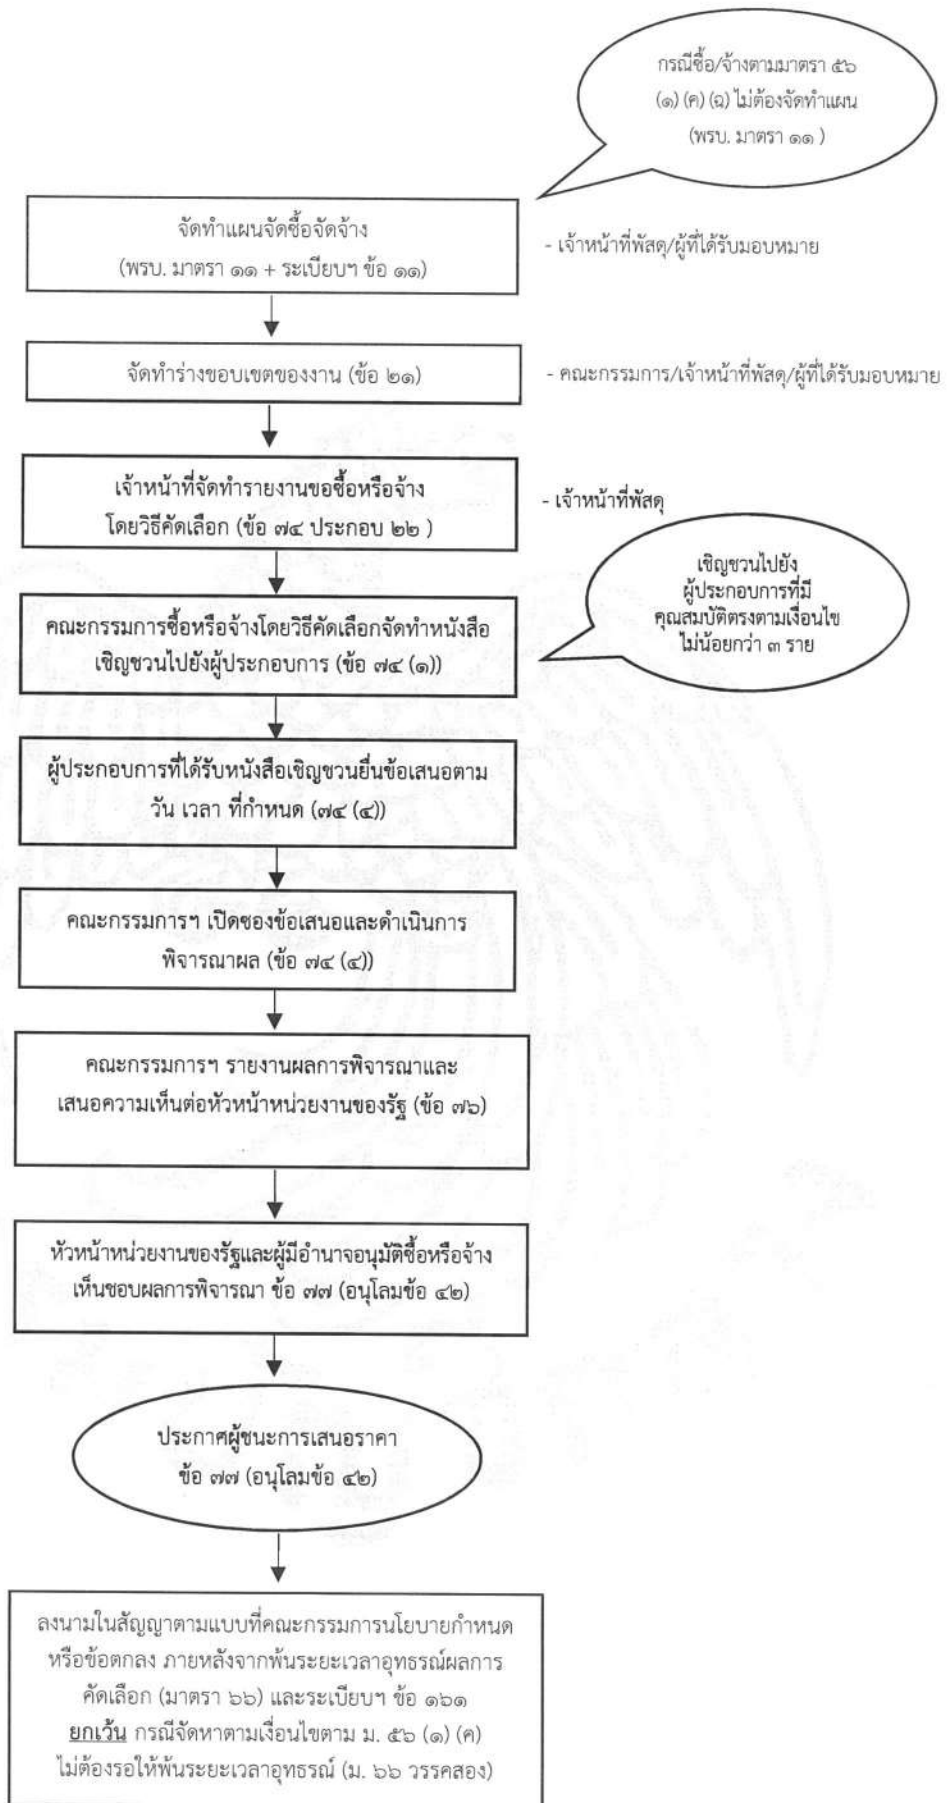 กรณีซื้อ/จ้างตามมาตรา ๕๖
(๑) (ค) (ฉ) ไม่ต้องจัดทำแผน
(พรบ. มาตรา ๑๑ )
จัดทำแผนจัดซื้อจัดจ้าง
(พรบ. มาตรา ๑๑ + ระเบียบฯ ข้อ ๑๑)
- เจ้าหน้าที่พัสดุ/ผู้ที่ได้รับมอบหมาย
จัดทำร่างขอบเขตของงาน (ข้อ ๒๑)
- คณะกรรมการ/เจ้าหน้าที่พัสดุ/ผู้ที่ได้รับมอบหมาย
เจ้าหน้าที่จัดทำรายงานขอซื้อหรือจ้าง
โดยวิธีคัดเลือก (ข้อ ๗๔ ประกอบ ๒๒ )
- เจ้าหน้าที่พัสดุ
เชิญชวนไปยัง
ผู้ประกอบการที่มี
คุณสมบัติตรงตามเงื่อนไข
ไม่น้อยกว่า ๓ ราย
คณะกรรมการซื้อหรือจ้างโดยวิธีคัดเลือกจัดทำหนังสือ
เชิญชวนไปยังผู้ประกอบการ (ข้อ ๗๔ (๑))
ผู้ประกอบการที่ได้รับหนังสือเชิญชวนยื่นข้อเสนอตาม
วัน เวลา ที่กำหนด (๗๔ (๔))
คณะกรรมการฯ เปิดซองข้อเสนอและดำเนินการ
พิจารณาผล (ข้อ ๗๔ (๔))
คณะกรรมการฯ รายงานผลการพิจารณาและ
เสนอความเห็นต่อหัวหน้าหน่วยงานของรัฐ (ข้อ ๗๖)
หัวหน้าหน่วยงานของรัฐและผู้มีอำนาจอนุมัติซื้อหรือจ้าง
เห็นชอบผลการพิจารณา ข้อ ๗๗ (อนุโลมข้อ ๔๒)
ประกาศผู้ชนะการเสนอราคา
ข้อ ๗๗ (อนุโลมข้อ ๔๒)
ลงนามในสัญญาตามแบบที่คณะกรรมการนโยบายกำหนด
หรือข้อตกลง ภายหลังจากพ้นระยะเวลาอุทธรณ์ผลการ
คัดเลือก (มาตรา ๖๖) และระเบียบฯ ข้อ ๑๖๑
ยกเว้น กรณีจัดหาตามเงื่อนไขตาม ม. ๕๖ (๑) (ค)
ไม่ต้องรอให้พ้นระยะเวลาอุทธรณ์ (ม. ๖๖ วรรคสอง)